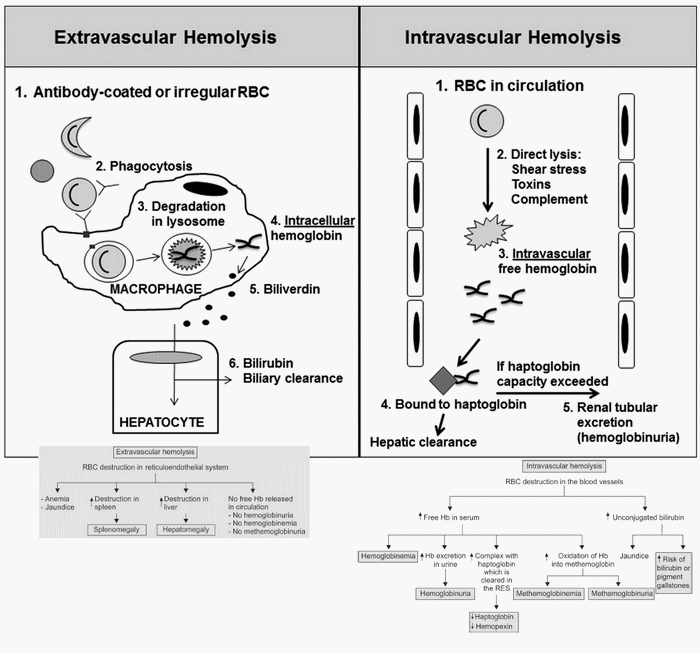 Extravascular Hemolysis
1. Antibody-coated or irregular RBC
2. Phagocytosis
3. Degradation
in lysosome
4. Intracellular
hemoglobin
MACROPHAGE
5. Biliverdin
6. Bilirubin
Biliary clearance
HEPATOCYTE
Intravascular Hemolysis
1. RBC in circulation
2. Direct lysis:
Shear stress
Toxins
Complement
3. Intravascular
free hemoglobin
If haptoglobin
capacity exceeded
4. Bound to haptoglobin
5. Renal tubular
excretion
(hemoglobinuria)
Hepatic clearance
Extravascular hemolysis
RBC destruction in reticuloendothelial system
- Anemia
- Jaundice
Destruction in
spleen
Splenomegaly
Destruction in
liver
Hepatomegaly
No free Hb released
in circulation
- No hemoglobinuria
- No hemoglobinemia
- No methemoglobinuria
Intravascular hemolysis
RBC destruction in the blood vessels
Free Hb in serum
Unconjugated bilirubin
Hemoglobinemia
Hb excretion
in urine
Hemoglobinuria
Complex with
haptoglobin
which is
cleared in
the RES
Haptoglobin
Hemopexin
Oxidation of Hb
into methemoglobin
Methemoglobinemia
Methemoglobinuria
Jaundice
Risk of
bilirubin or
pigment
gallstones